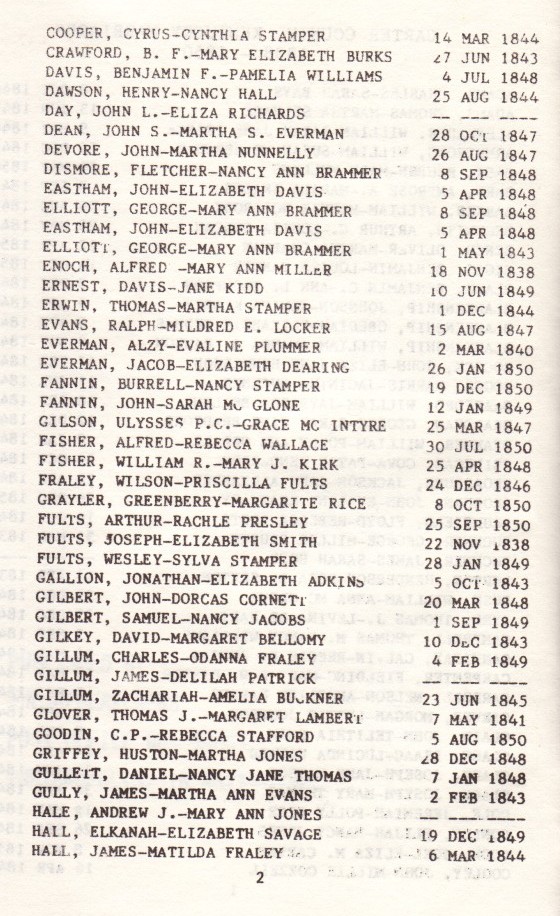 COOPER, CYRUS-CYNTHIA STAMPER 14 MAR 1844
CRAWFORD, B. F.-MARY ELIZABETH BURKS 27 JUN 1843
DAVIS, BENJAMIN F.-PAMELIA WILLIAMS 4 JUL 1848
DAWSON, HENRY-NANCY HALL 25 AUG 1844
DAY, JOHN L.-ELIZA RICHARDS -- --- ----
DEAN, JOHN S.-MARTHA S. EVERMAN 28 OCT 1847
DEVORE, JOHN-MARTHA NUNNELLY 26 AUG 1847
DISMORE, FLETCHER-NANCY ANN BRAMMER 8 SEP 1848
EASTHAM, JOHN-ELIZABETH DAVIS 5 APR 1848
ELLIOTT, GEORGE-MARY ANN BRAMMER 8 SEP 1848
EASTHAM, JOHN-ELIZABETH DAVIS 5 APR 1848
ELLIOTT, GEORGE-MARY ANN BRAMMER 1 MAY 1843
ENOCH, ALFRED -MARY ANN MILLER 18 NOV 1838
ERNEST, DAVIS-JANE KIDD 10 JUN 1849
ERWIN, THOMAS-MARTHA STAMPER 1 DEC 1844
EVANS, RALPH-MILDRED E. LOCKER 15 AUG 1847
EVERMAN, ALZY-EVALINE PLUMMER 2 MAR 1840
EVERMAN, JACOB-ELIZABETH DEARING 26 JAN 1850
FANNIN, BURRELL-NANCY STAMPER 19 DEC 1850
FANNIN, JOHN-SARAH MC GLONE 12 JAN 1849
GILSON, ULYSSES P.C.-GRACE MC INTYRE 25 MAR 1847
FISHER, ALFRED-REBECCA WALLACE 30 JUL 1850
FISHER, WILLIAM R.-MARY J. KIRK 25 APR 1848
FRALEY, WILSON-PRISCILLA FULTS 24 DEC 1846
GRAYLER, GREENBERRY-MARGARITE RICE 8 OCT 1850
FULTS, ARTHUR-RACHLE PRESLEY 25 SEP 1850
FULTS, JOSEPH-ELIZABETH SMITH 22 NOV 1838
FULTS, WESLEY-SYLVA STAMPER 28 JAN 1849
GALLION, JONATHAN-ELIZABETH ADKINS 5 OCT 1843
GILBERT, JOHN-DORCAS CORNETT 20 MAR 1848
GILBERT, SAMUEL-NANCY JACOBS 1 SEP 1849
GILKEY, DAVID-MARGARET BELLOMY 10 DEC 1843
GILLUM, CHARLES-ODANNA FRALEY 4 FEB 1849
GILLUM, JAMES-DELILAH PATRICK -- --- ----
GILLUM, ZACHARIAH-AMELIA BUCKNER 23 JUN 1845
GLOVER, THOMAS J.-MARGARET LAMBERT 7 MAY 1841
GOODIN, C.P.-REBECCA STAFFORD 5 AUG 1850
GRIFFEY, HUSTON-MARTHA JONES 28 DEC 1848
GULLETT, DANIEL-NANCY JANE THOMAS 7 JAN 1848
GULLY, JAMES-MARTHA ANN EVANS 2 FEB 1843
HALE, ANDREW J.-MARY ANN JONES -- --- ----
HALL, ELKANAH-ELIZABETH SAVAGE 19 DEC 1849
HALL, JAMES-MATILDA FRALEY 6 MAR 1844
2